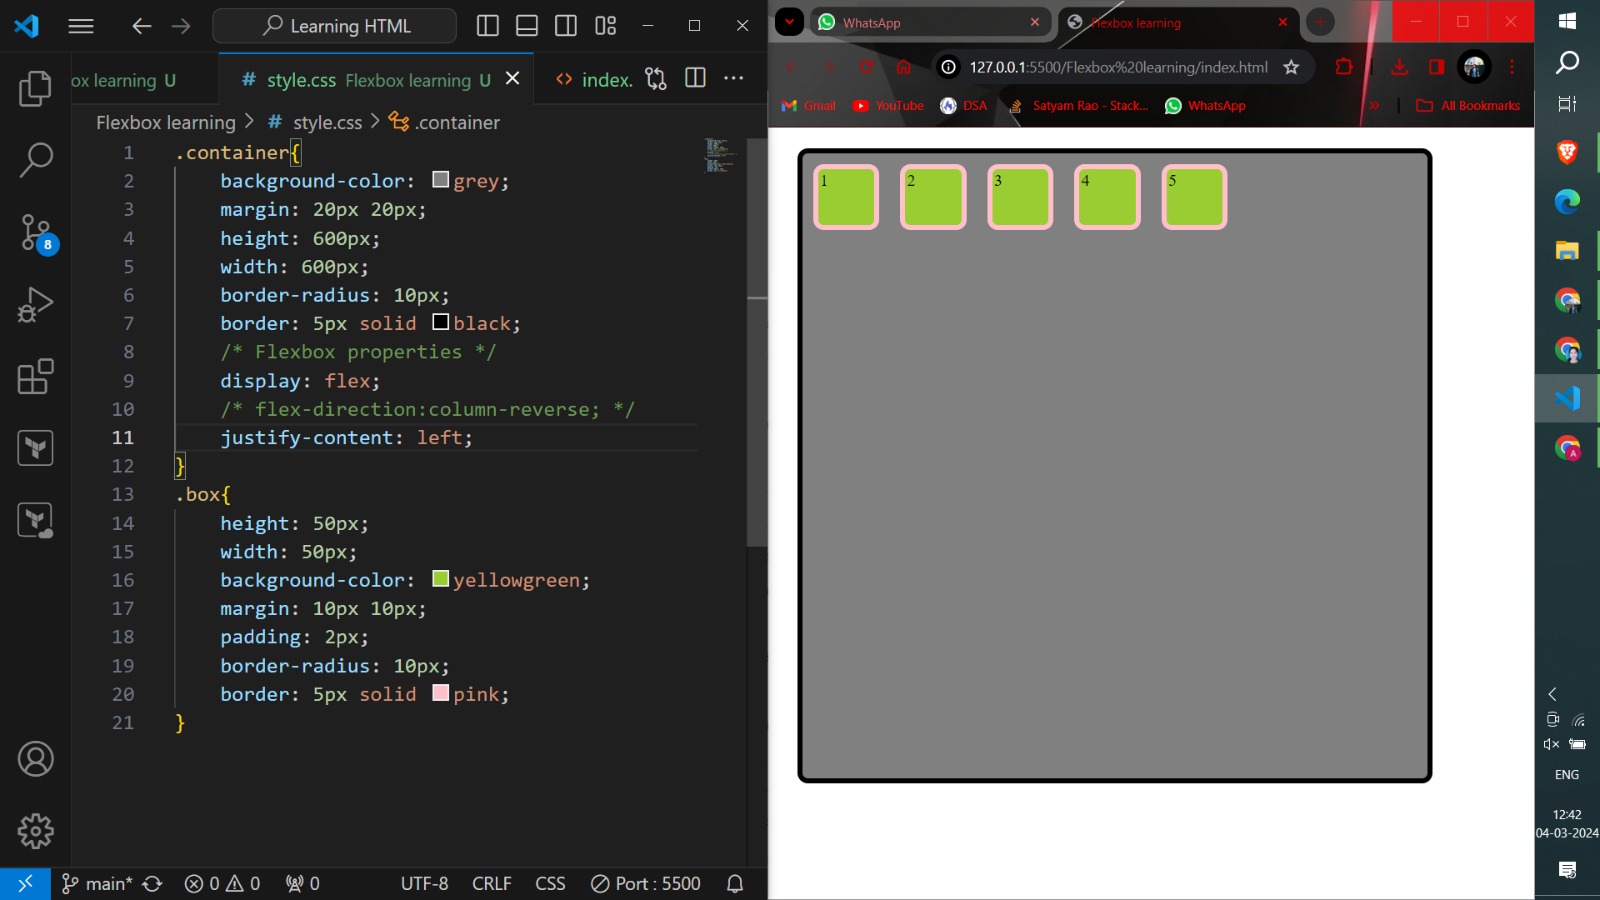 Learning HTML
ox learning U
# style.css Flexbox learning U
<> index.
Flexbox learning > # style.css > .container
1 .container{
2 background-color: grey;
3 margin: 20px 20px;
4 height: 600px;
5 width: 600px;
6 border-radius: 10px;
7 border: 5px solid black;
8 /* Flexbox properties */
9 display: flex;
10 /* flex-direction:column-reverse; */
11 justify-content: left;
12 }
13 .box{
14 height: 50px;
15 width: 50px;
16 background-color: yellowgreen;
17 margin: 10px 10px;
18 padding: 2px;
19 border-radius: 10px;
20 border: 5px solid pink;
21 }
8
main* 0 0 0 UTF-8 CRLF CSS Port : 5500
WhatsApp
Flexbox learning
127.0.0.1:5500/Flexbox%20learning/index.html
Gmail YouTube DSA Satyam Rao - Stack... WhatsApp » All Bookmarks
1 2 3 4 5
A
ENG
12:42
04-03-2024